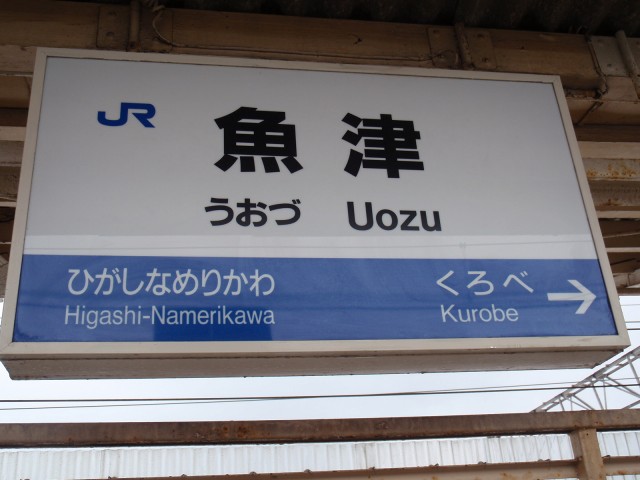 JR
魚津
うおづ Uozu
ひがしなめりかわ くろべ →
Higashi-Namerikawa Kurobe